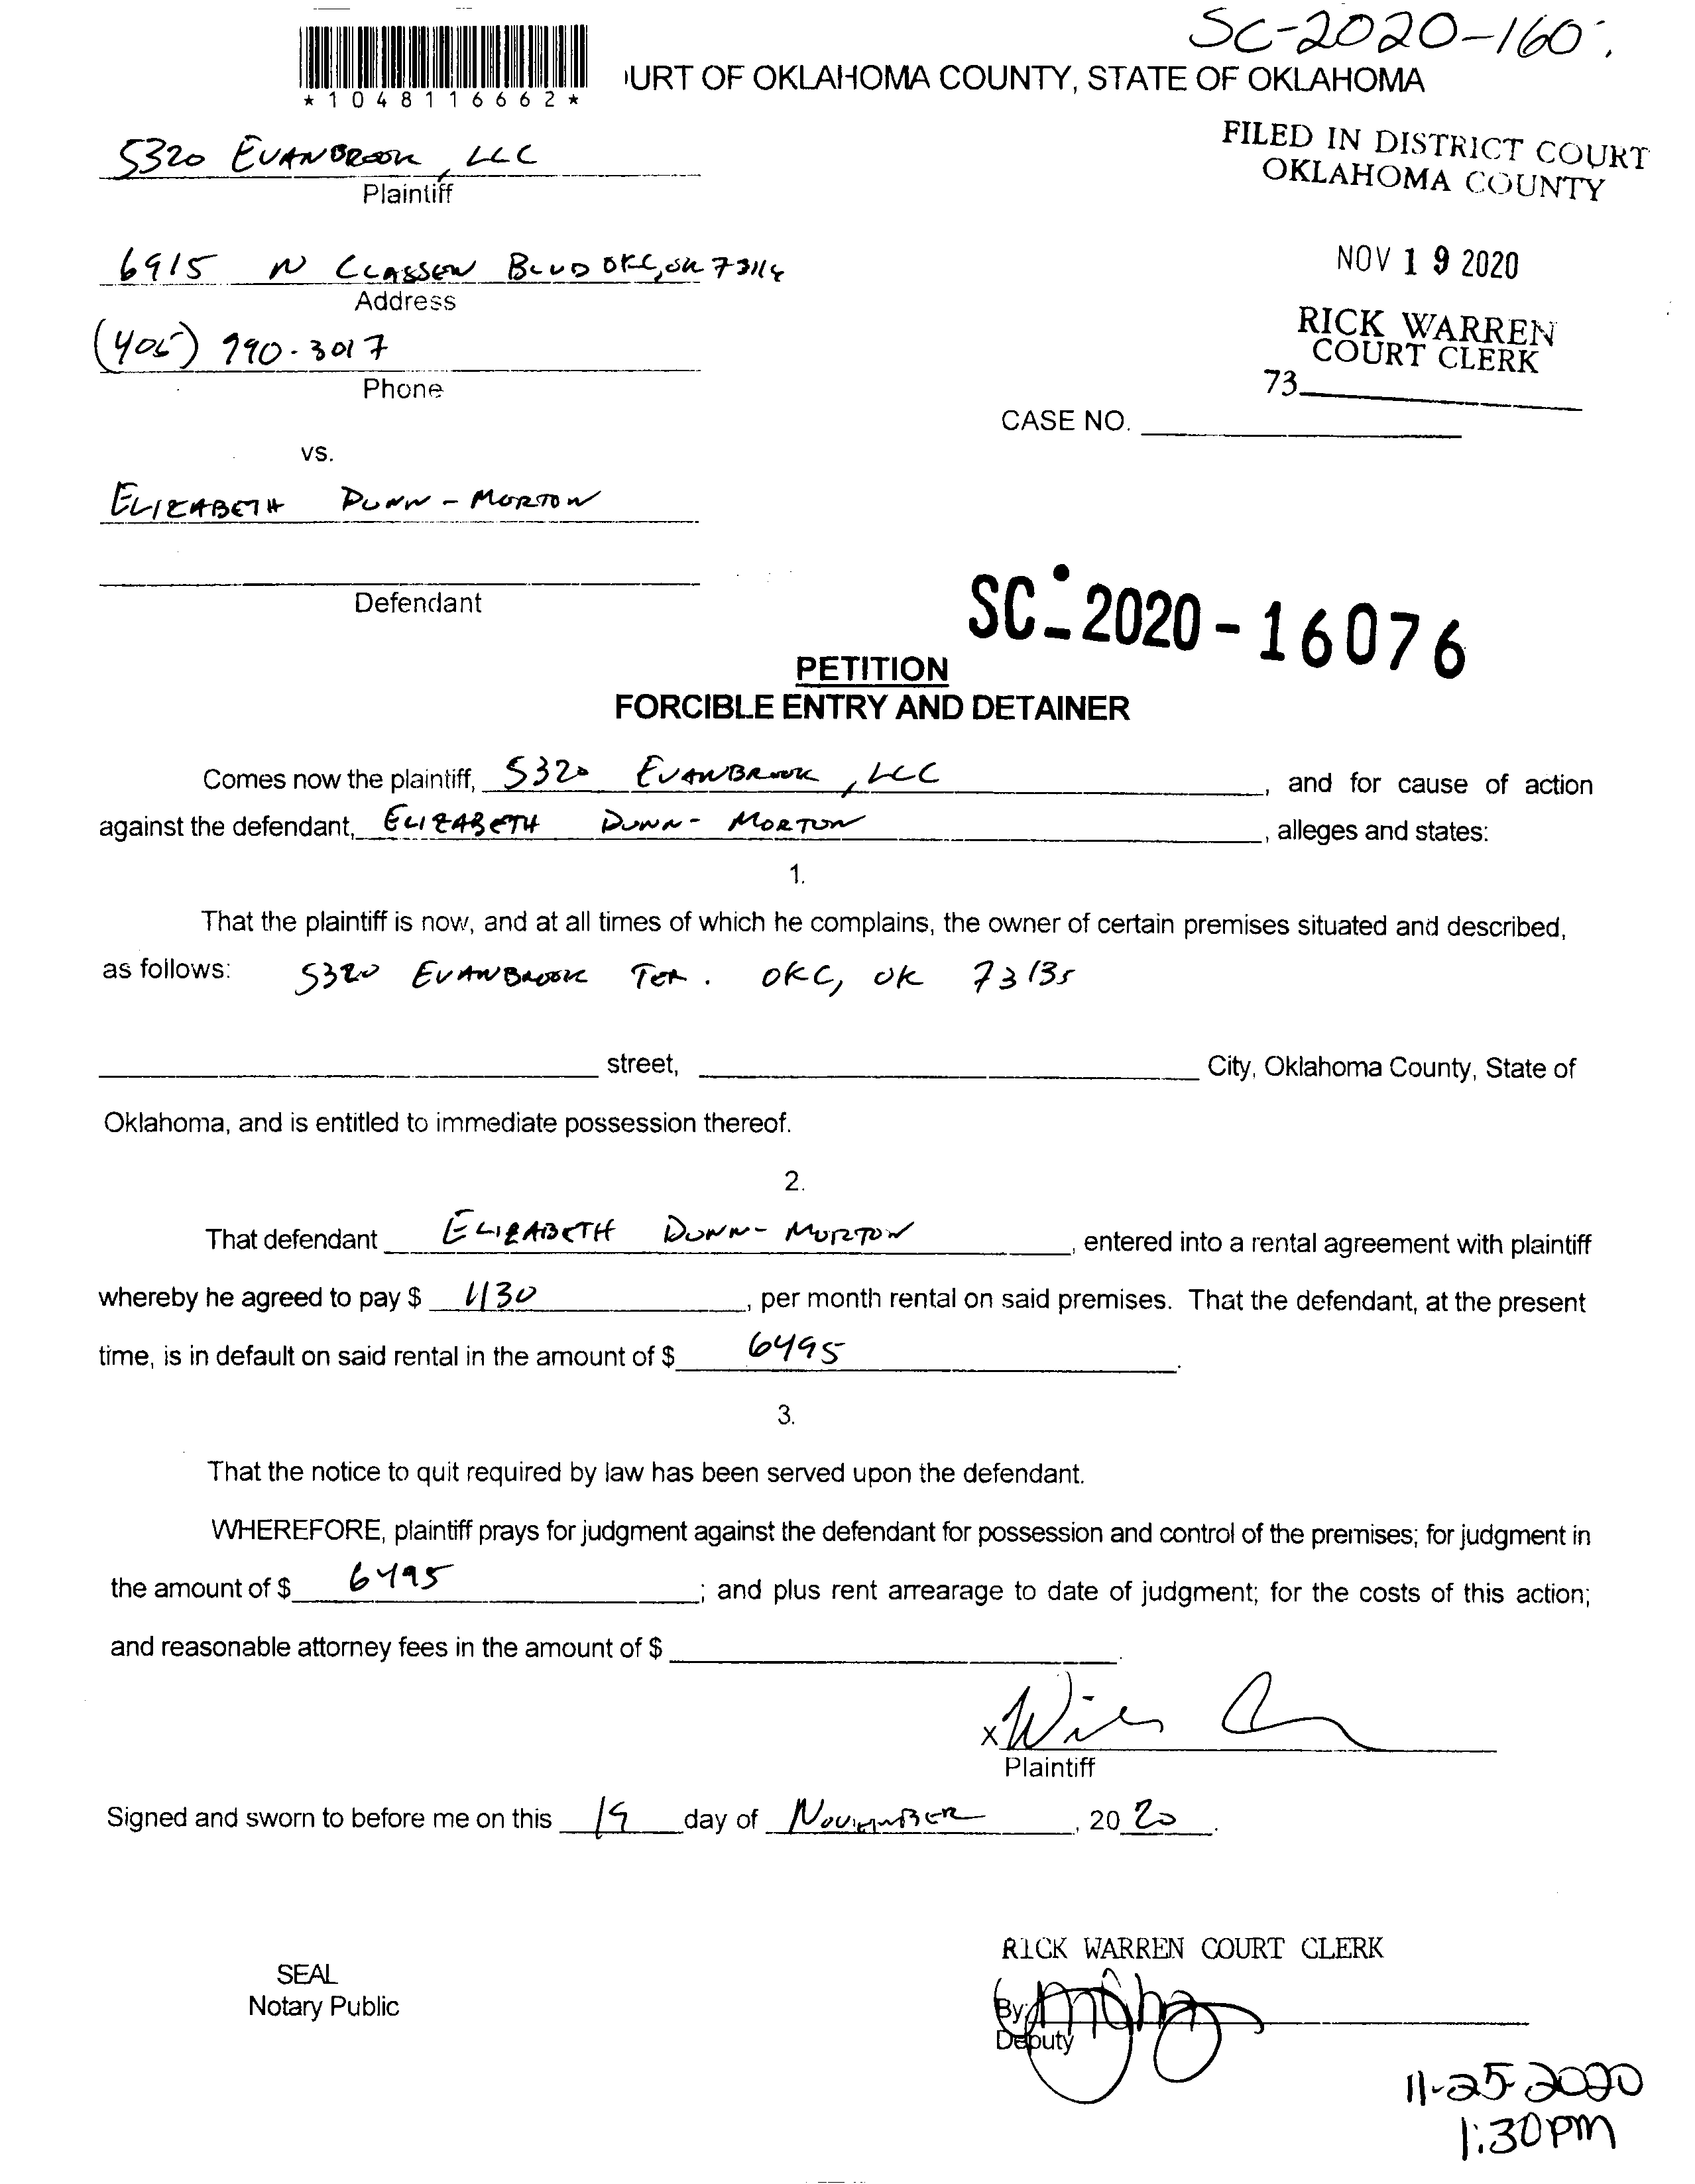 SC-2020-160
*1048116662*
URT OF OKLAHOMA COUNTY, STATE OF OKLAHOMA
FILED IN DISTRICT COURT
OKLAHOMA COUNTY
5320 EVANBROOK, LLC
Plaintiff
NOV 19 2020
6915 N CLASSEN BLVD OKC, OK 73116
Address
RICK WARREN
COURT CLERK
(405) 990-3017
73
Phone
CASE NO.
vs.
ELIZABETH DUNN-MORTON
Defendant
SC-2020-16076
PETITION
FORCIBLE ENTRY AND DETAINER
Comes now the plaintiff, 5320 EVANBROOK, LLC, and for cause of action
against the defendant, ELIZABETH DUNN-MORTON, alleges and states:
1.
That the plaintiff is now, and at all times of which he complains, the owner of certain premises situated and described,
as follows: 5320 EVANBROOK TER. OKC, OK 73135
street, City, Oklahoma County, State of
Oklahoma, and is entitled to immediate possession thereof.
2.
That defendant ELIZABETH DUNN-MORTON, entered into a rental agreement with plaintiff
whereby he agreed to pay $ 1130, per month rental on said premises. That the defendant, at the present
time, is in default on said rental in the amount of $ 6495.
3.
That the notice to quit required by law has been served upon the defendant.
WHEREFORE, plaintiff prays for judgment against the defendant for possession and control of the premises; for judgment in
the amount of $ 6495; and plus rent arrearage to date of judgment; for the costs of this action;
and reasonable attorney fees in the amount of $ .
x
Plaintiff
Signed and sworn to before me on this 19 day of NOVEMBER, 20 20.
RICK WARREN COURT CLERK
SEAL
Notary Public
By:
Deputy
11-25-2020
1:30pm